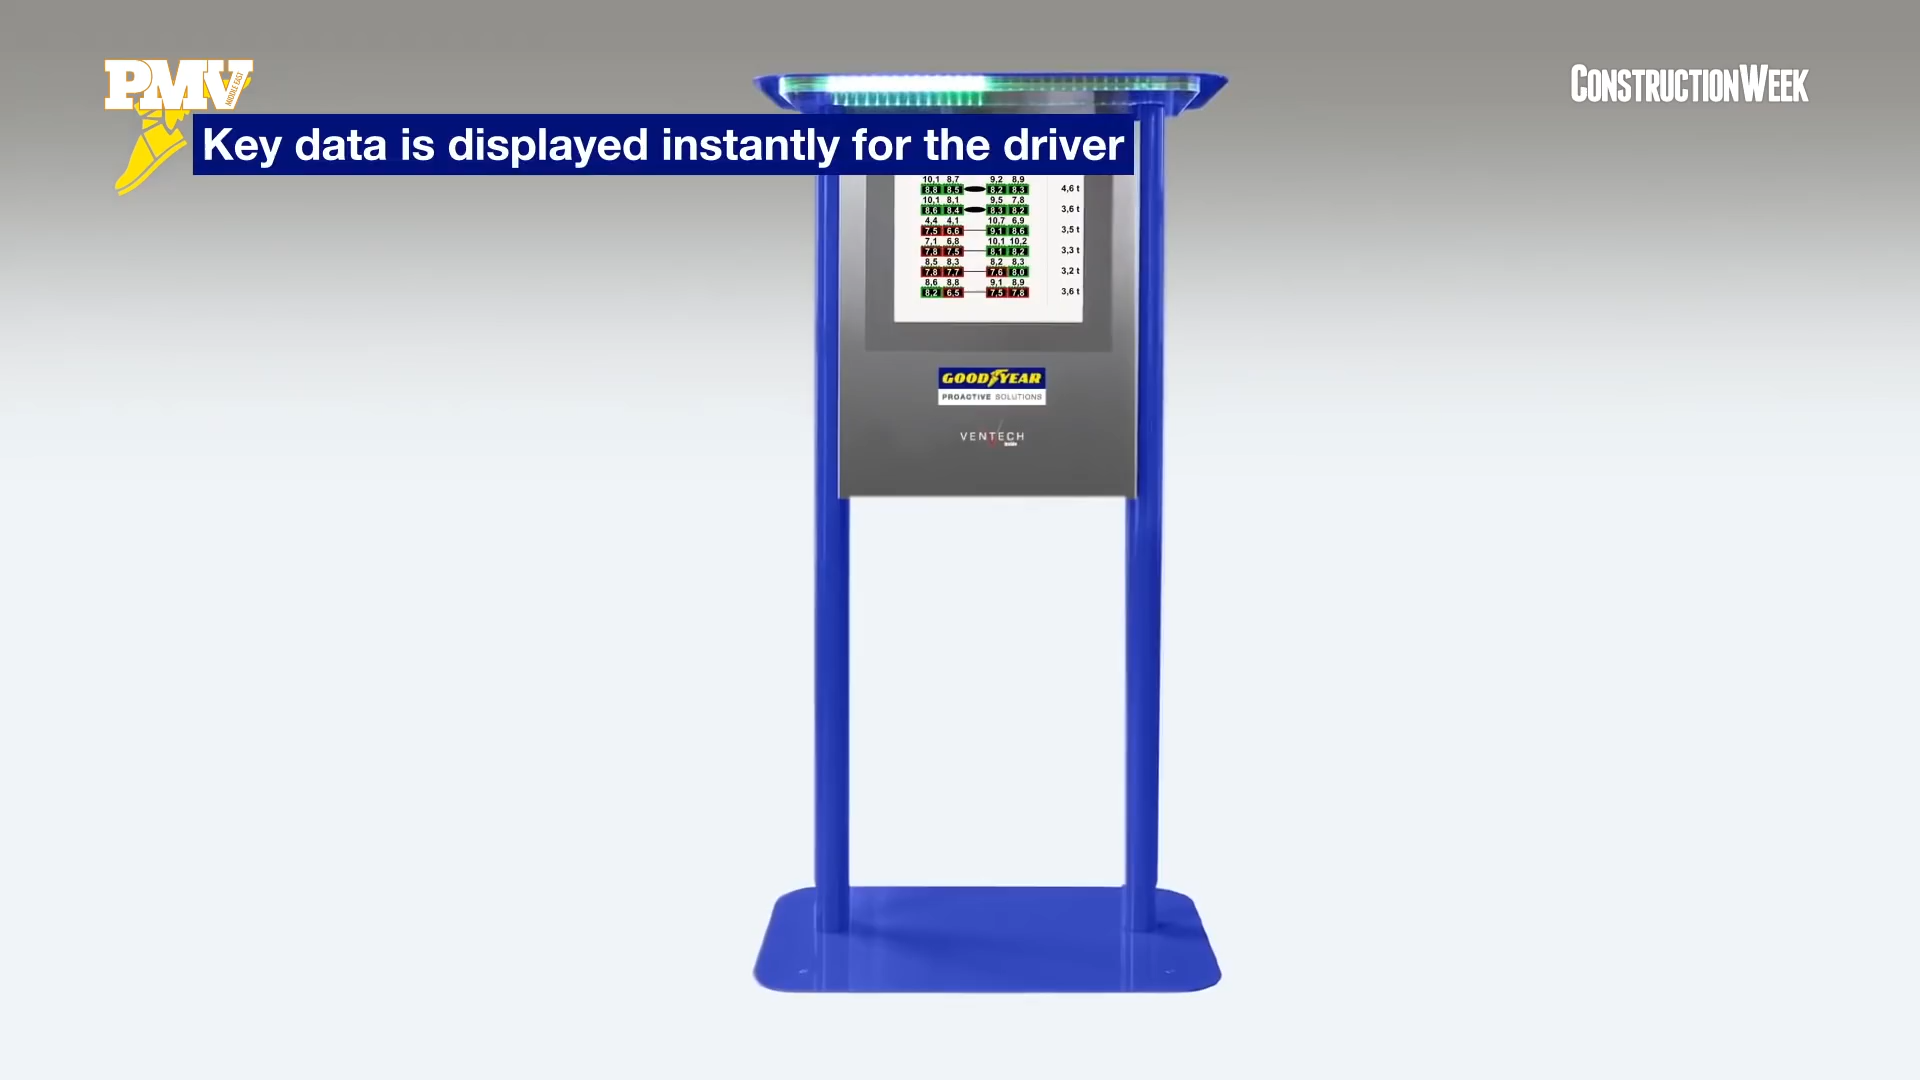 PMV
MIDDLE EAST
CONSTRUCTIONWEEK
Key data is displayed instantly for the driver
10,1 8,7 9,2 8,9
8,8 8,5 8,2 8,3 4,6 t
10,1 8,1 9,5 7,8
8,6 8,4 8,3 8,2 3,6 t
4,4 4,1 10,7 6,9
7,5 6,6 9,1 8,6 3,5 t
7,1 6,8 10,1 10,2
7,8 7,5 8,1 8,2 3,3 t
8,5 8,3 8,2 8,3
7,8 7,7 7,6 8,0 3,2 t
8,6 8,8 9,1 8,9
8,2 6,5 7,5 7,8 3,6 t
GOODYEAR
PROACTIVE SOLUTIONS
VENTECH